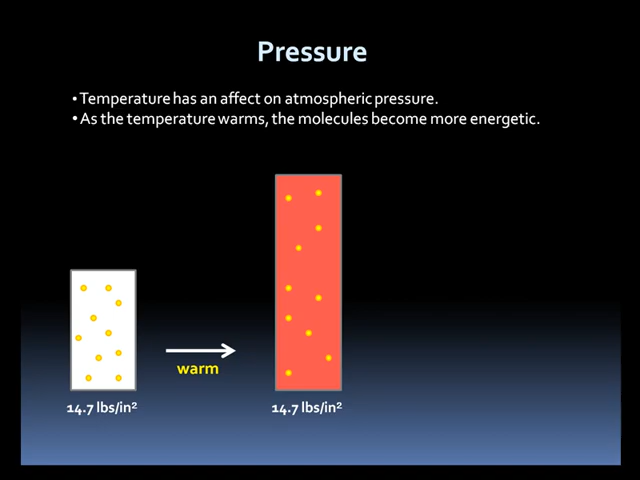 Pressure
• Temperature has an affect on atmospheric pressure.
• As the temperature warms, the molecules become more energetic.
warm
14.7 lbs/in²
14.7 lbs/in²